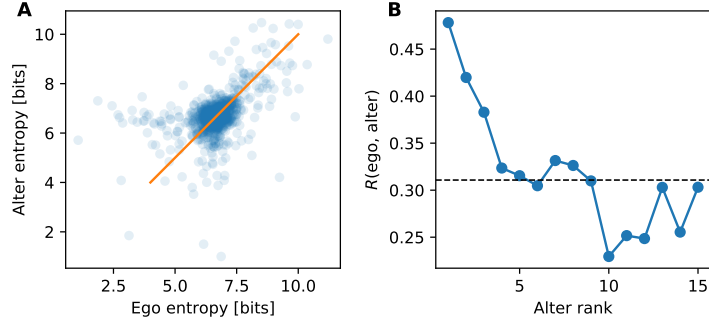 A
10
8
6
4
2
Alter entropy [bits]
2.5
5.0
7.5
10.0
Ego entropy [bits]
B
0.45
0.40
0.35
0.30
0.25
R(ego, alter)
5
10
15
Alter rank